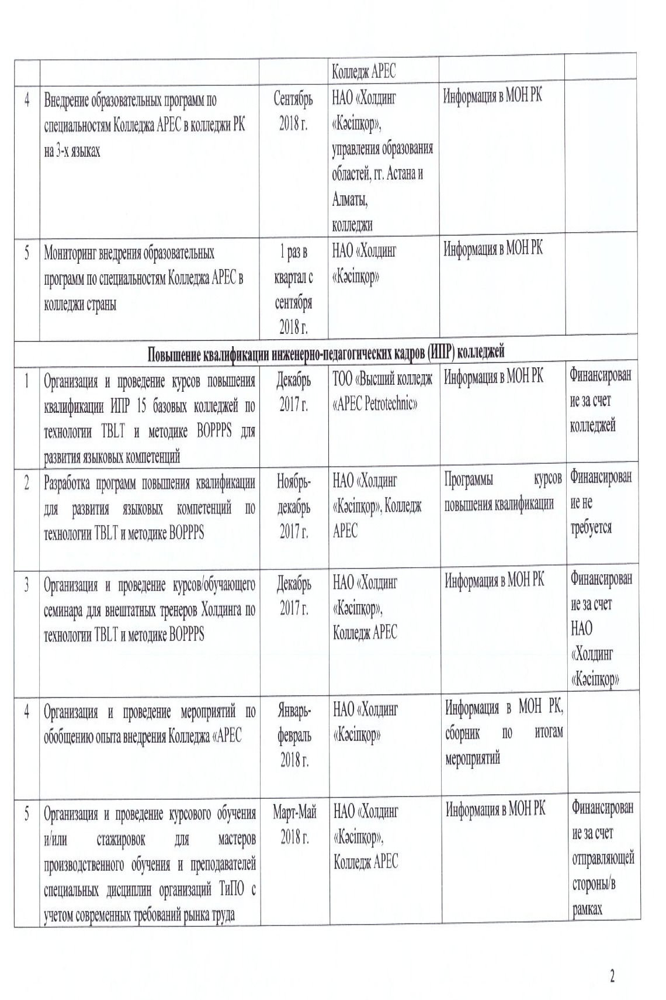 Колледж APEC
4 Внедрение образовательных программ по
специальностям Колледжа APEC в колледжи РК
на 3-х языках
Сентябрь
2018 г.
НАО «Холдинг
«Кәсіпқор»,
управления образования
областей, гг. Астана и
Алматы,
колледжи
Информация в МОН РК
5 Мониторинг внедрения образовательных
программ по специальностям Колледжа APEC в
колледжи страны
1 раз в
квартал с
сентября
2018 г.
НАО «Холдинг
«Кәсіпқор»
Информация в МОН РК
Повышение квалификации инженерно-педагогических кадров (ИПР) колледжей
1 Организация и проведение курсов повышения
квалификации ИПР 15 базовых колледжей по
технологии TBLT и методике BOPPPS для
развития языковых компетенций
Декабрь
2017 г.
ТОО «Высший колледж
«APEC Petrotechnic»
Информация в МОН РК
Финансирован
ие за счет
колледжей
2 Разработка программ повышения квалификации
для развития языковых компетенций по
технологии TBLT и методике BOPPPS
Ноябрь-
декабрь
2017 г.
НАО «Холдинг
«Кәсіпқор», Колледж
APEC
Программы курсов
повышения квалификации
Финансирован
ие не
требуется
3 Организация и проведение курсов/обучающего
семинара для внештатных тренеров Холдинга по
технологии TBLT и методике BOPPPS
Декабрь
2017 г.
НАО «Холдинг
«Кәсіпқор»,
Колледж APEC
Информация в МОН РК
Финансирован
ие за счет
НАО
«Холдинг
«Кәсіпқор»
4 Организация и проведение мероприятий по
обобщению опыта внедрения Колледжа «APEC
Январь-
февраль
2018 г.
НАО «Холдинг
«Кәсіпқор»
Информация в МОН РК,
сборник по итогам
мероприятий
5 Организация и проведение курсового обучения
и/или стажировок для мастеров
производственного обучения и преподавателей
специальных дисциплин организаций ТиПО с
учетом современных требований рынка труда
Март-Май
2018 г.
НАО «Холдинг
«Кәсіпқор»,
Колледж APEC
Информация в МОН РК
Финансирован
ие за счет
отправляющей
стороны/в
рамках
2